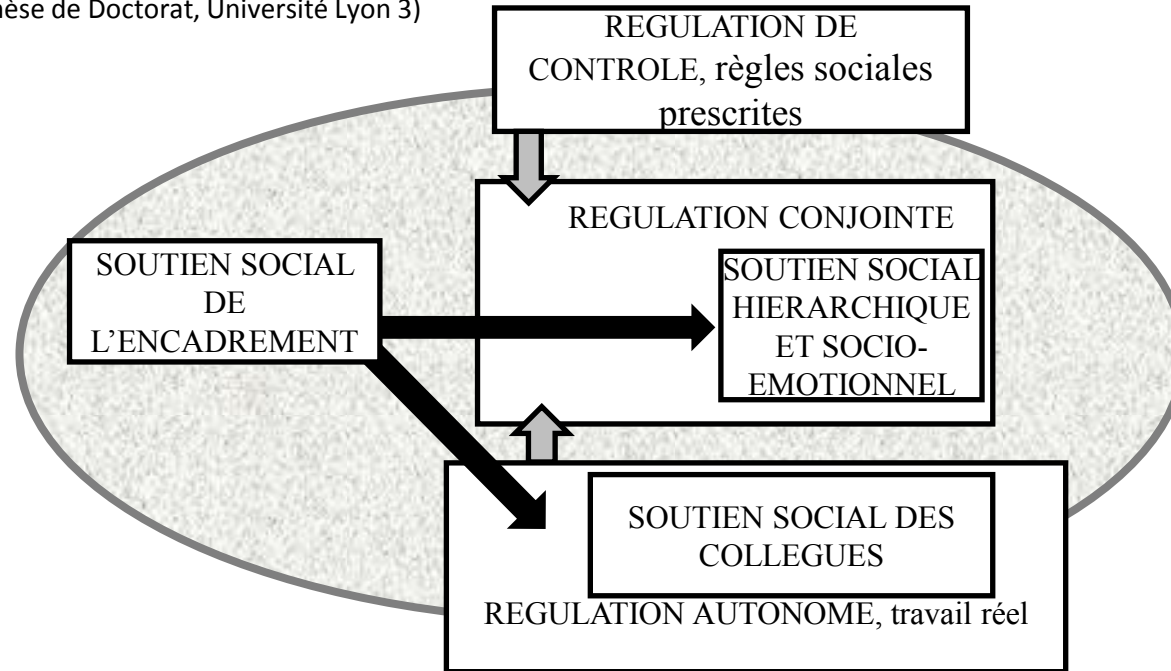 hèse de Doctorat, Université Lyon 3)
REGULATION DE
CONTROLE, règles sociales
prescrites
REGULATION CONJOINTE
SOUTIEN SOCIAL
DE
L’ENCADREMENT
SOUTIEN SOCIAL
HIERARCHIQUE
ET SOCIO-
EMOTIONNEL
SOUTIEN SOCIAL DES
COLLEGUES
REGULATION AUTONOME, travail réel